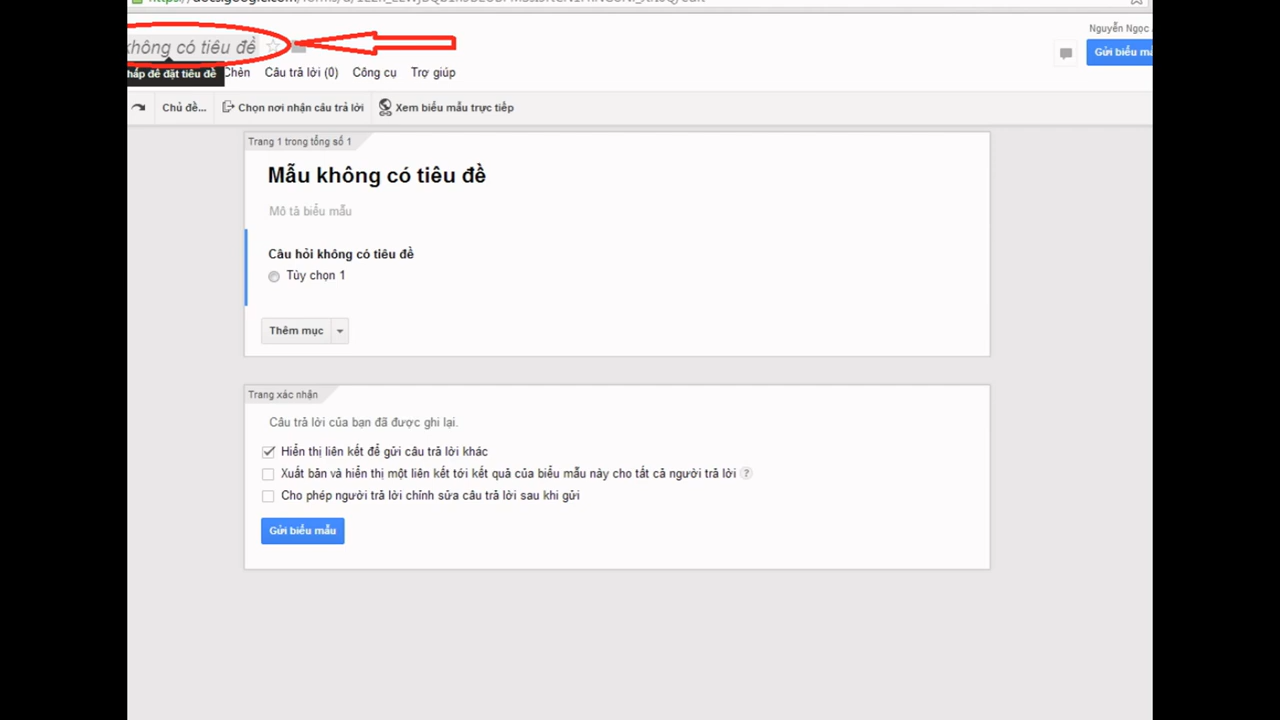 không có tiêu đề
Nguyễn Ngọc
hấp để đặt tiêu đề
Chèn Câu trả lời (0) Công cụ Trợ giúp
Gửi biểu mẫ
Chủ đề... Chọn nơi nhận câu trả lời Xem biểu mẫu trực tiếp
Trang 1 trong tổng số 1
Mẫu không có tiêu đề
Mô tả biểu mẫu
Câu hỏi không có tiêu đề
Tùy chọn 1
Thêm mục
Trang xác nhận
Câu trả lời của bạn đã được ghi lại.
Hiển thị liên kết để gửi câu trả lời khác
Xuất bản và hiển thị một liên kết tới kết quả của biểu mẫu này cho tất cả người trả lời ?
Cho phép người trả lời chỉnh sửa câu trả lời sau khi gửi
Gửi biểu mẫu